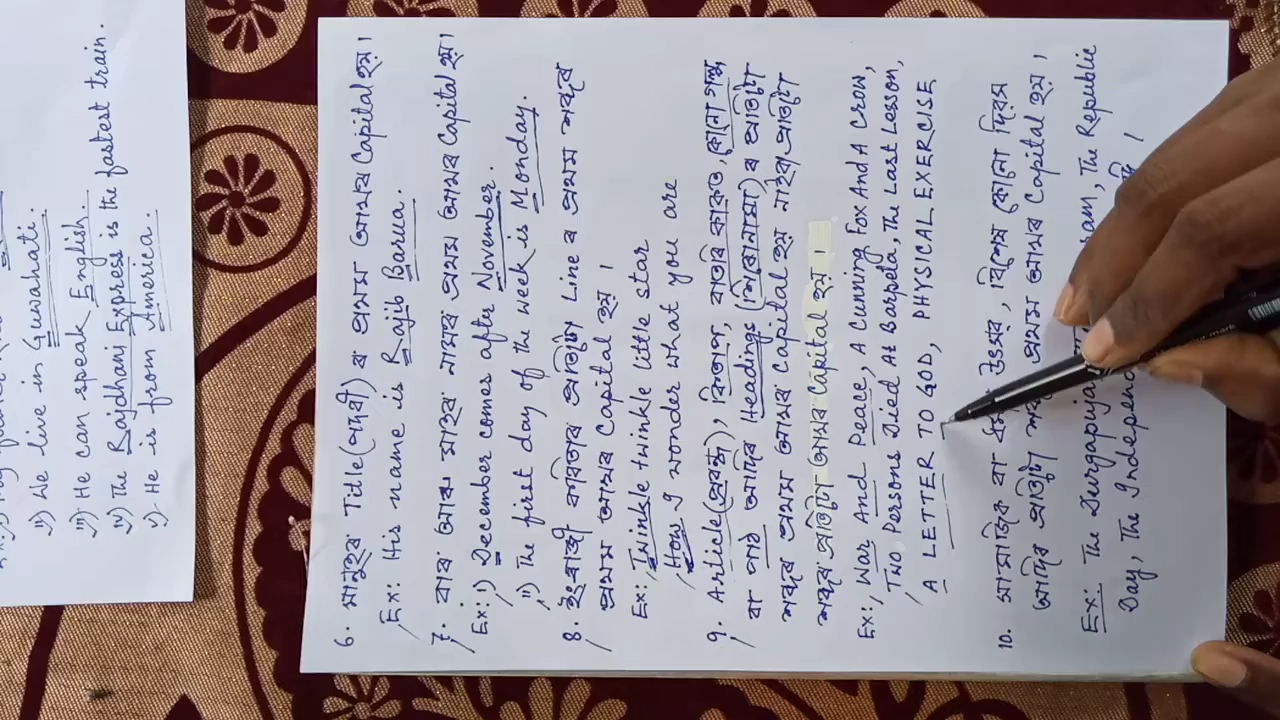 ii) We live in Guwahati.
iii) He can speak English.
iv) The Rajdhani Express is the fastest train.
v) He is from America.
6. মানুহৰ Title(পদবী) ৰ প্ৰথম আখৰ Capital হয়।
Ex: His name is Rajib Barua.
7. বাৰ আৰু মাহৰ নামৰ প্ৰথম আখৰ Capital হয়।
Ex: i) December comes after November.
ii) The first day of the week is Monday.
8. ইংৰাজী কবিতাৰ প্ৰতিটো Line ৰ প্ৰথম শব্দৰ
প্ৰথম আখৰ Capital হয়।
Ex: Twinkle twinkle little star
How I wonder what you are
9. Article(প্ৰবন্ধ), কিতাপ, বাতৰি কাকত, কোনো গল্প
বা পাঠ আদিৰ Headings (শিৰোনামা) ৰ প্ৰতিটো
শব্দৰ প্ৰথম আখৰ Capital হয় নাইবা প্ৰতিটো
শব্দৰ প্ৰতিটো আখৰ Capital হয়।
Ex: War And Peace, A Cunning Fox And A Crow,
Two Persons Died At Barpeta, The Last Lesson,
A LETTER TO GOD, PHYSICAL EXERCISE
10. সামাজিক বা উৎসৱ, বিশেষ কোনো দিৱস
আদিৰ প্ৰতিটো শব্দৰ প্ৰথম আখৰ Capital হয়।
Ex: The Durgapuja, The Republic
Day, The